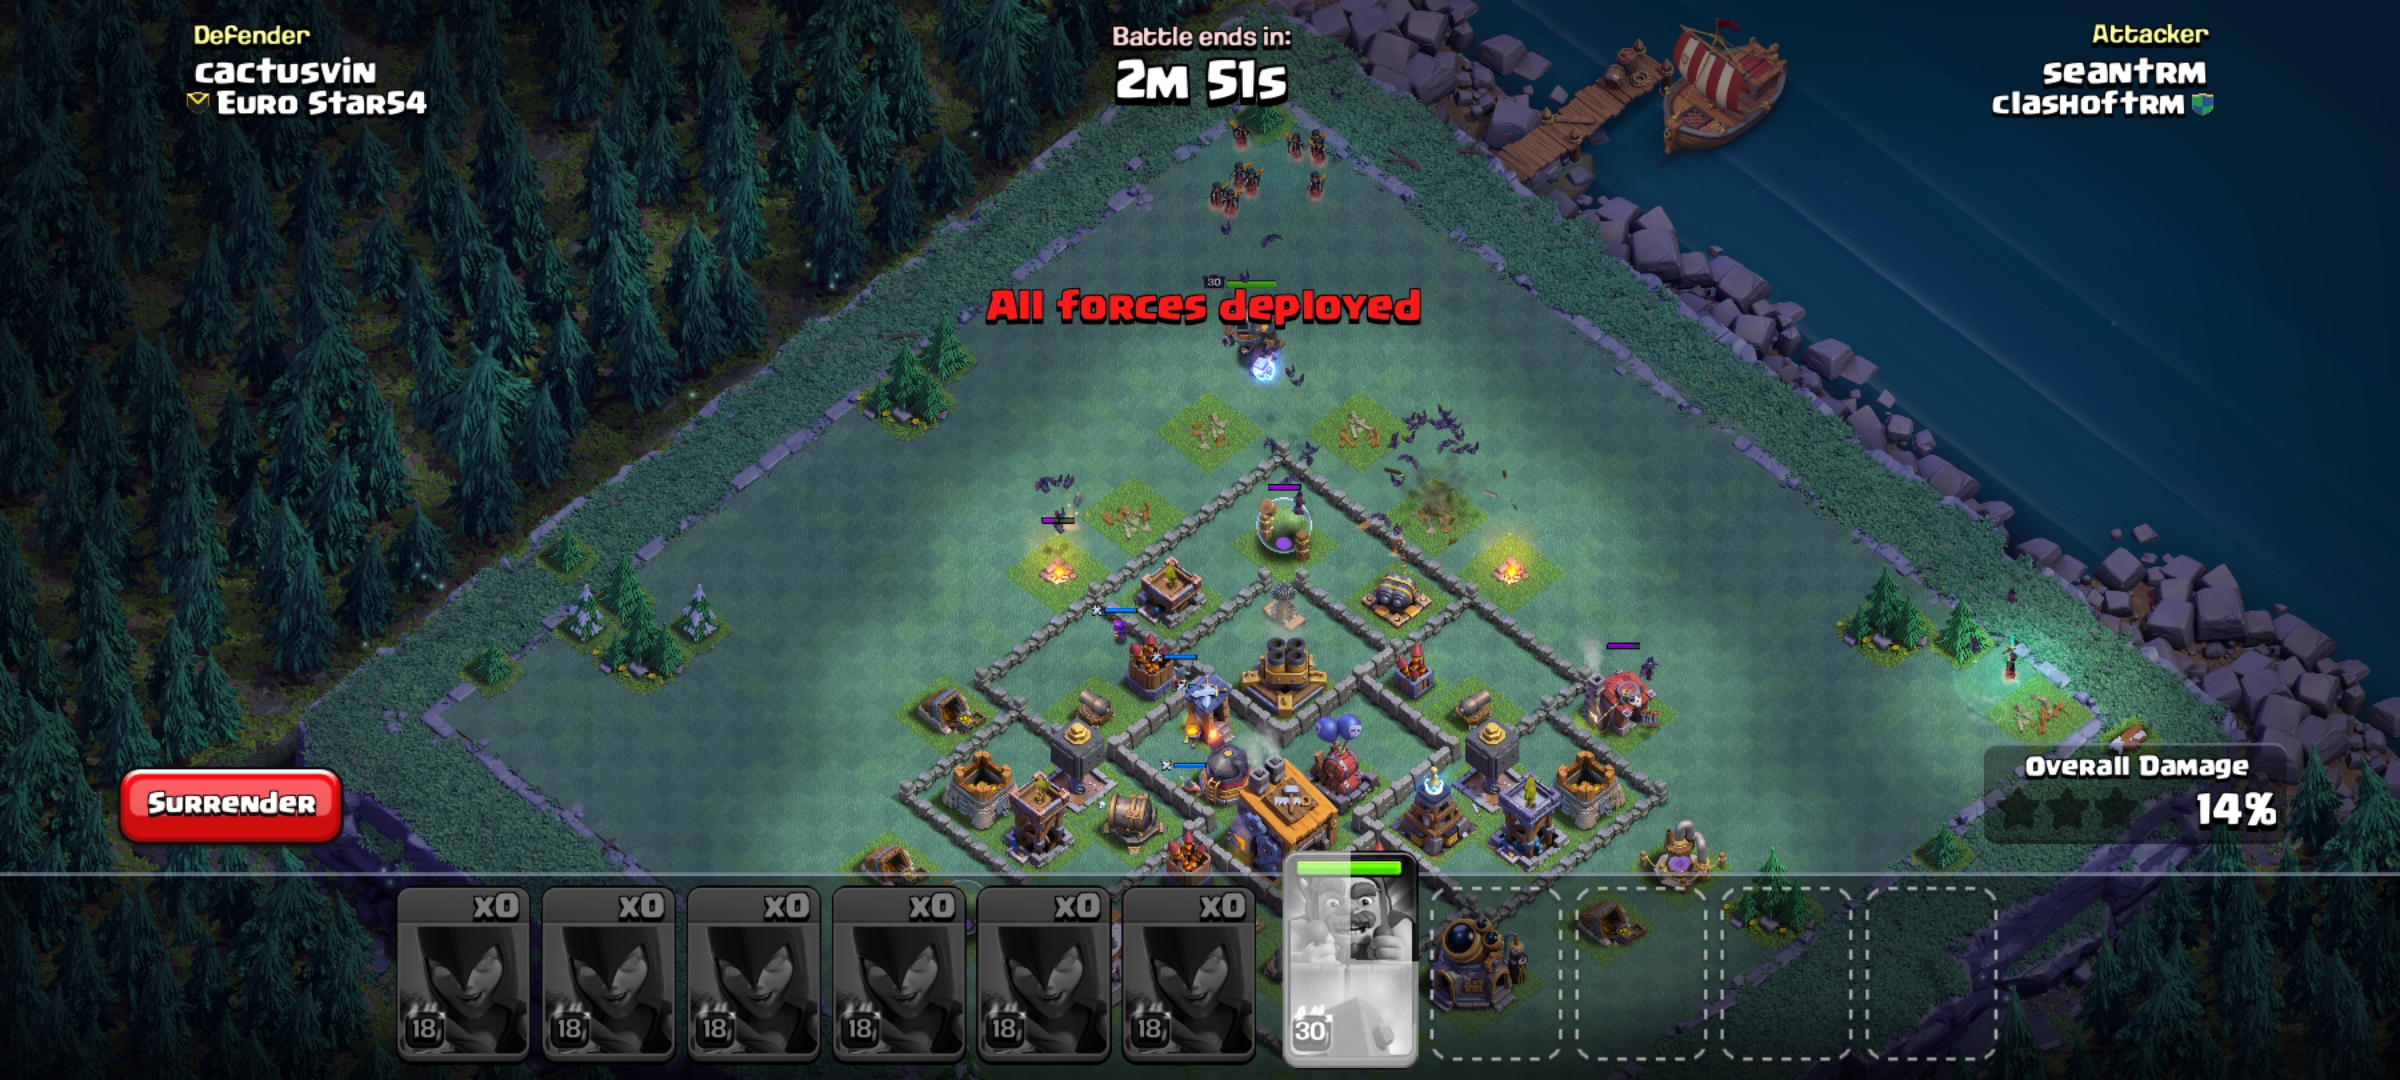 Defender
cactusvin
Euro Star54
Battle ends in:
2M 51s
Attacker
seantrm
clashoftrm
30
All forces deployed
Surrender
Overall Damage
14%
x0
x0
x0
x0
x0
x0
18
18
18
18
18
18
30